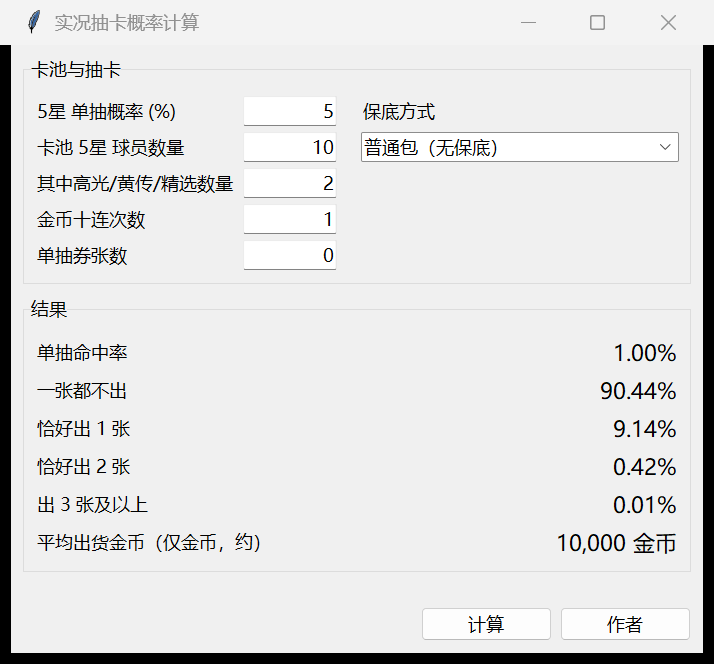 实况抽卡概率计算
卡池与抽卡
5星 单抽概率 (%) 5 保底方式
卡池 5星 球员数量 10 普通包（无保底）
其中高光/黄传/精选数量 2
金币十连次数 1
单抽券张数 0
结果
单抽命中率 1.00%
一张都不出 90.44%
恰好出 1 张 9.14%
恰好出 2 张 0.42%
出 3 张及以上 0.01%
平均出货金币（仅金币，约） 10,000 金币
计算 作者